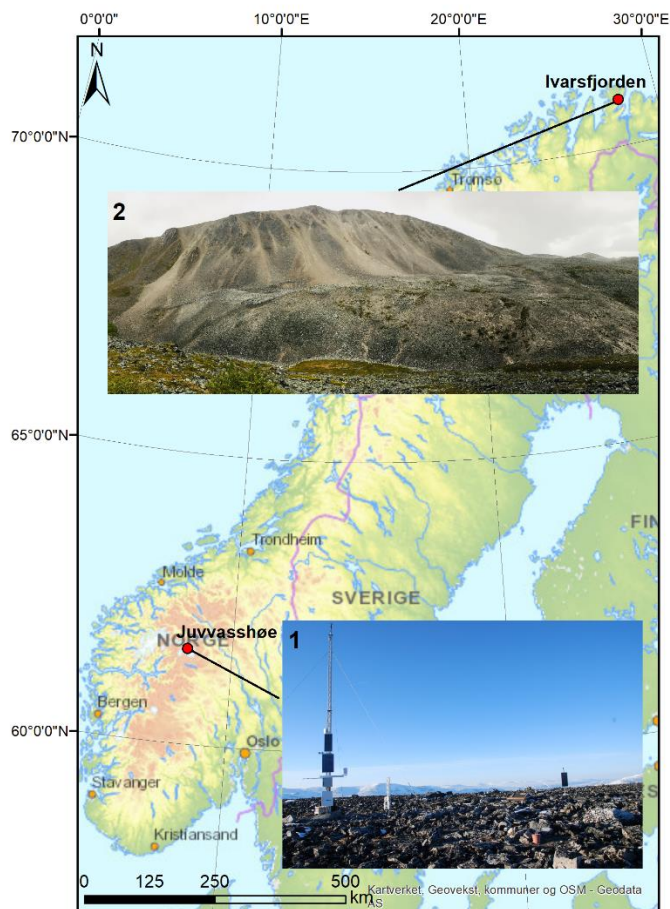 0°0'0" 10°0'0"E 20°0'0"E 30°0'0"E
N
Ivarsfjorden
70°0'0"N
Tromsø
2
65°0'0"N
Trondheim
Molde
SVERIGE
FIN
Juvvasshøe
NORGE
1
Bergen
60°0'0"N
Oslo
Stavanger
Kristiansand
0 125 250 500
km
Kartverket, Geovekst, kommuner og OSM - Geodata
AS